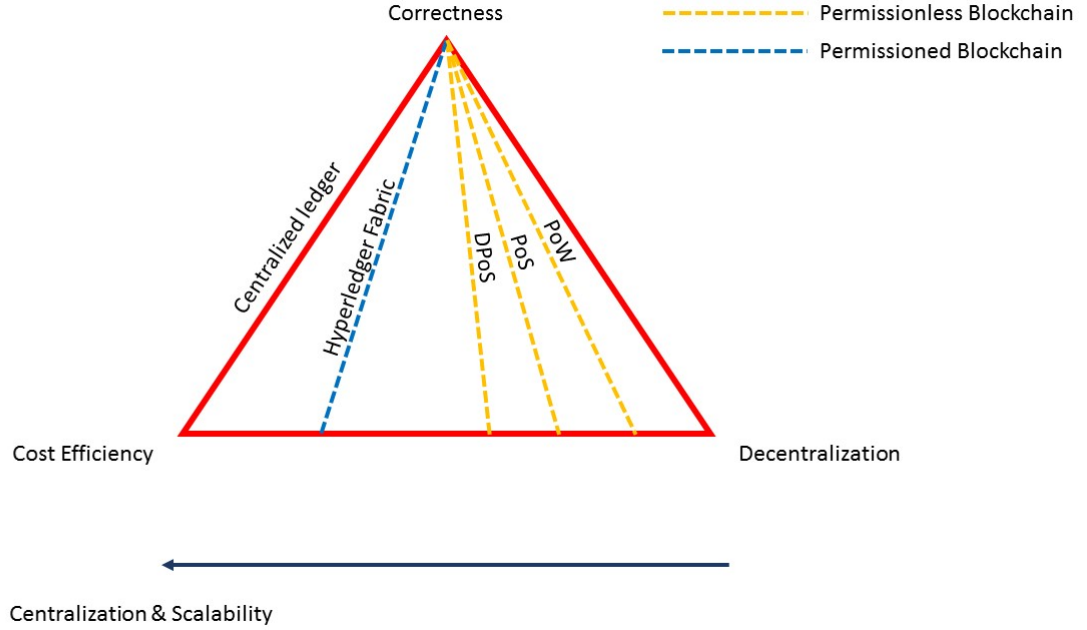 Correctness
Permissionless Blockchain
Permissioned Blockchain
Centralized ledger
Hyperledger Fabric
DPoS
PoS
PoW
Cost Efficiency
Decentralization
Centralization & Scalability